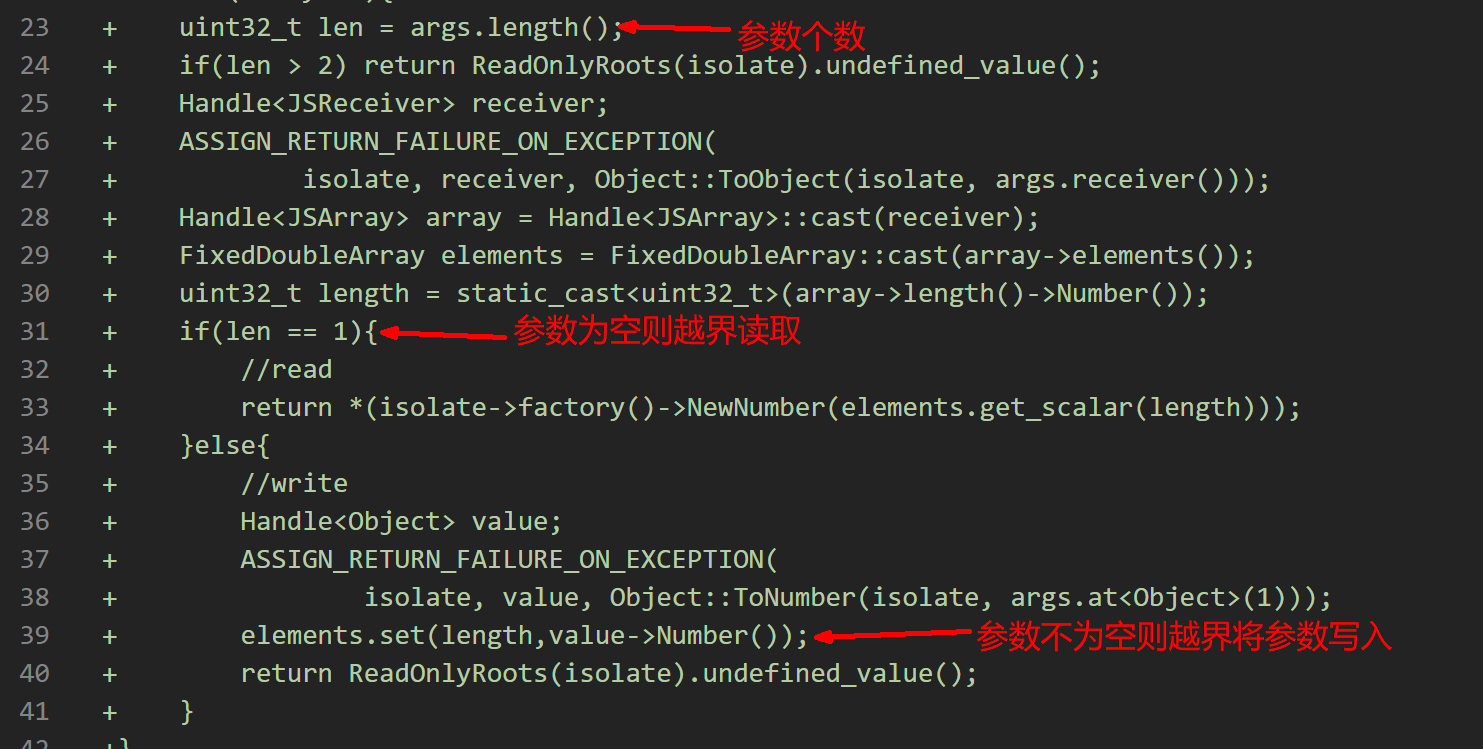 23 + uint32_t len = args.length(); 参数个数
24 + if(len > 2) return ReadOnlyRoots(isolate).undefined_value();
25 + Handle<JSReceiver> receiver;
26 + ASSIGN_RETURN_FAILURE_ON_EXCEPTION(
27 + isolate, receiver, Object::ToObject(isolate, args.receiver()));
28 + Handle<JSArray> array = Handle<JSArray>::cast(receiver);
29 + FixedDoubleArray elements = FixedDoubleArray::cast(array->elements());
30 + uint32_t length = static_cast<uint32_t>(array->length()->Number());
31 + if(len == 1){ 参数为空则越界读取
32 + //read
33 + return *(isolate->factory()->NewNumber(elements.get_scalar(length)));
34 + }else{
35 + //write
36 + Handle<Object> value;
37 + ASSIGN_RETURN_FAILURE_ON_EXCEPTION(
38 + isolate, value, Object::ToNumber(isolate, args.at<Object>(1)));
39 + elements.set(length,value->Number()); 参数不为空则越界将参数写入
40 + return ReadOnlyRoots(isolate).undefined_value();
41 + }
42 +}